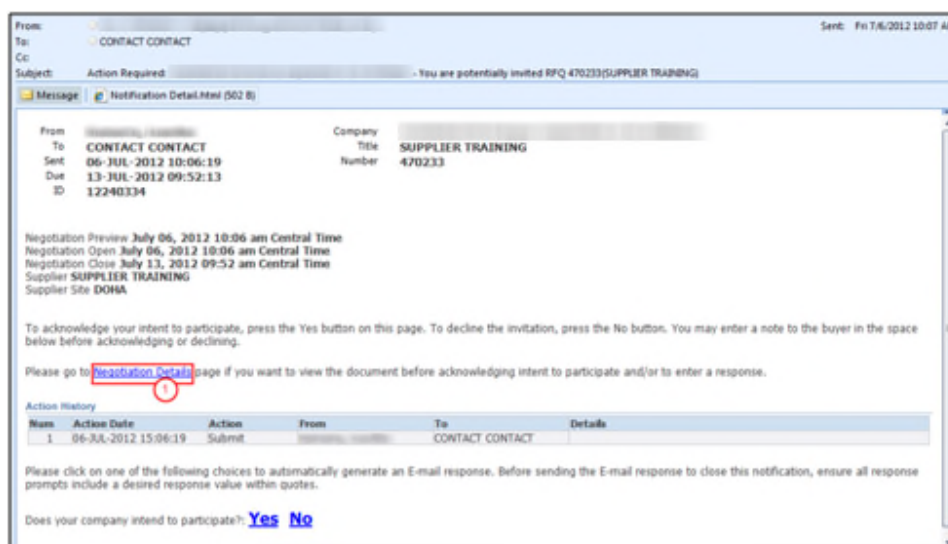 From:
Sent: Fri 7/6/2012 10:07 A
To: CONTACT CONTACT
Cc:
Subject: Action Required: - You are potentially invited RFQ 470233(SUPPLIER TRAINING)
Message Notification Detail.html (502 B)
From Company
To CONTACT CONTACT Title SUPPLIER TRAINING
Sent 06-JUL-2012 10:06:19 Number 470233
Due 13-JUL-2012 09:52:13
ID 12240334
Negotiation Preview July 06, 2012 10:06 am Central Time
Negotiation Open July 06, 2012 10:06 am Central Time
Negotiation Close July 13, 2012 09:52 am Central Time
Supplier SUPPLIER TRAINING
Supplier Site DOHA
To acknowledge your intent to participate, press the Yes button on this page. To decline the invitation, press the No button. You may enter a note to the buyer in the space
below before acknowledging or declining.
Please go to Negotiation Details page if you want to view the document before acknowledging intent to participate and/or to enter a response.
1
Action History
Num Action Date Action From To Details
1 06-JUL-2012 15:06:19 Submit CONTACT CONTACT
Please click on one of the following choices to automatically generate an E-mail response. Before sending the E-mail response to close this notification, ensure all response
prompts include a desired response value within quotes.
Does your company intend to participate?: Yes No